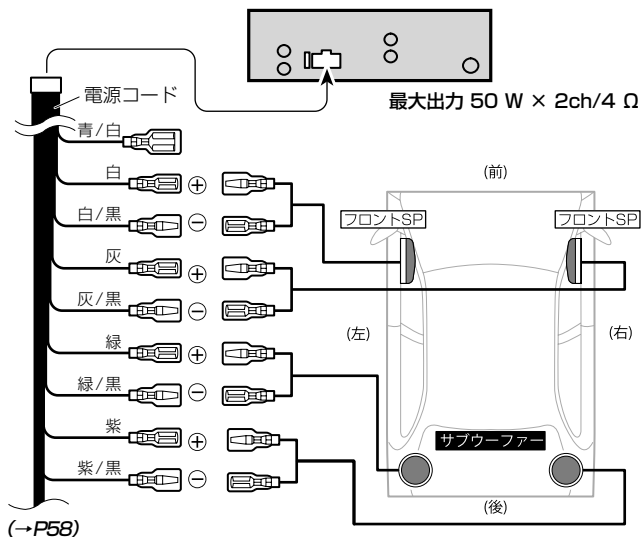 電源コード
最大出力 50 W × 2ch/4 Ω
青/白
白
⊕
白/黒
⊖
灰
⊕
灰/黒
⊖
緑
⊕
緑/黒
⊖
紫
⊕
紫/黒
⊖
(→P58)
(前)
フロントSP
フロントSP
(左)
(右)
サブウーファー
(後)